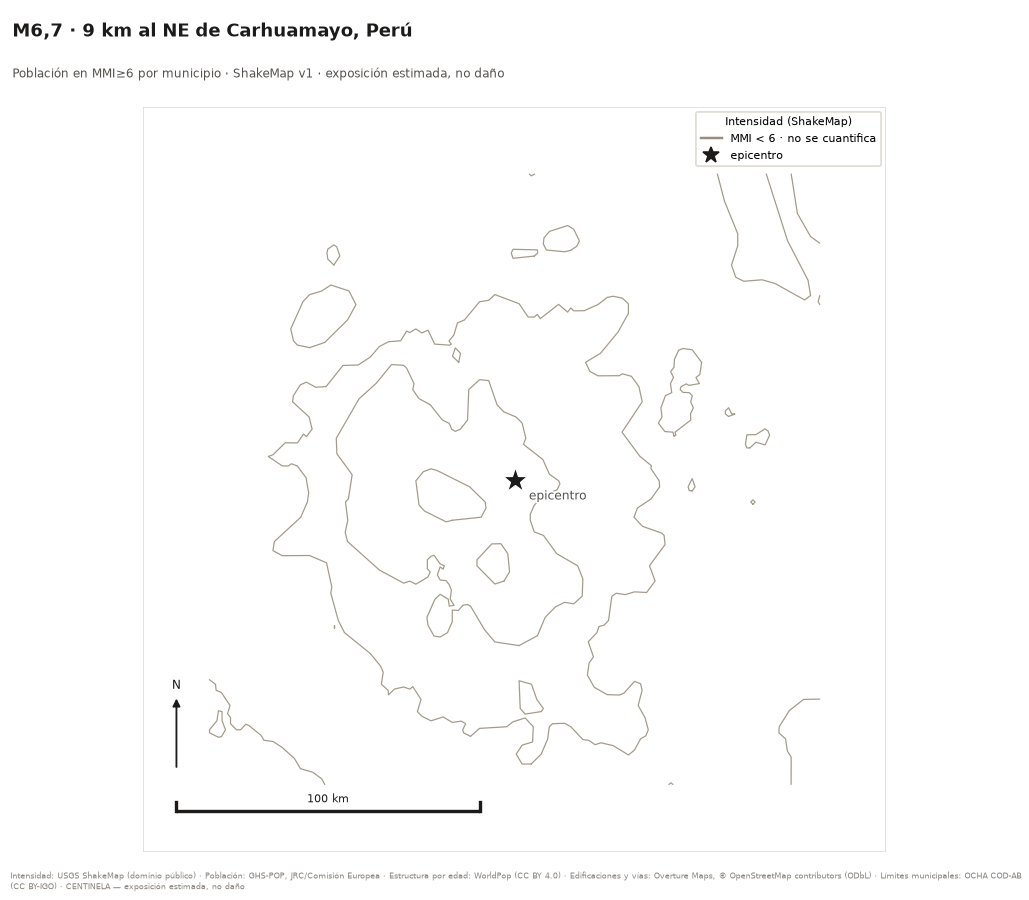 M6,7 · 9 km al NE de Carhuamayo, Perú
Población en MMI≥6 por municipio · ShakeMap v1 · exposición estimada, no daño
Intensidad (ShakeMap)
MMI < 6 · no se cuantifica
epicentro
epicentro
N
100 km
Intensidad: USGS ShakeMap (dominio público) · Población: GHS-POP, JRC/Comisión Europea · Estructura por edad: WorldPop (CC BY 4.0) · Edificaciones y vías: Overture Maps, © OpenStreetMap contributors (ODbL) · Límites municipales: OCHA COD-AB
(CC BY-IGO) · CENTINELA — exposición estimada, no daño